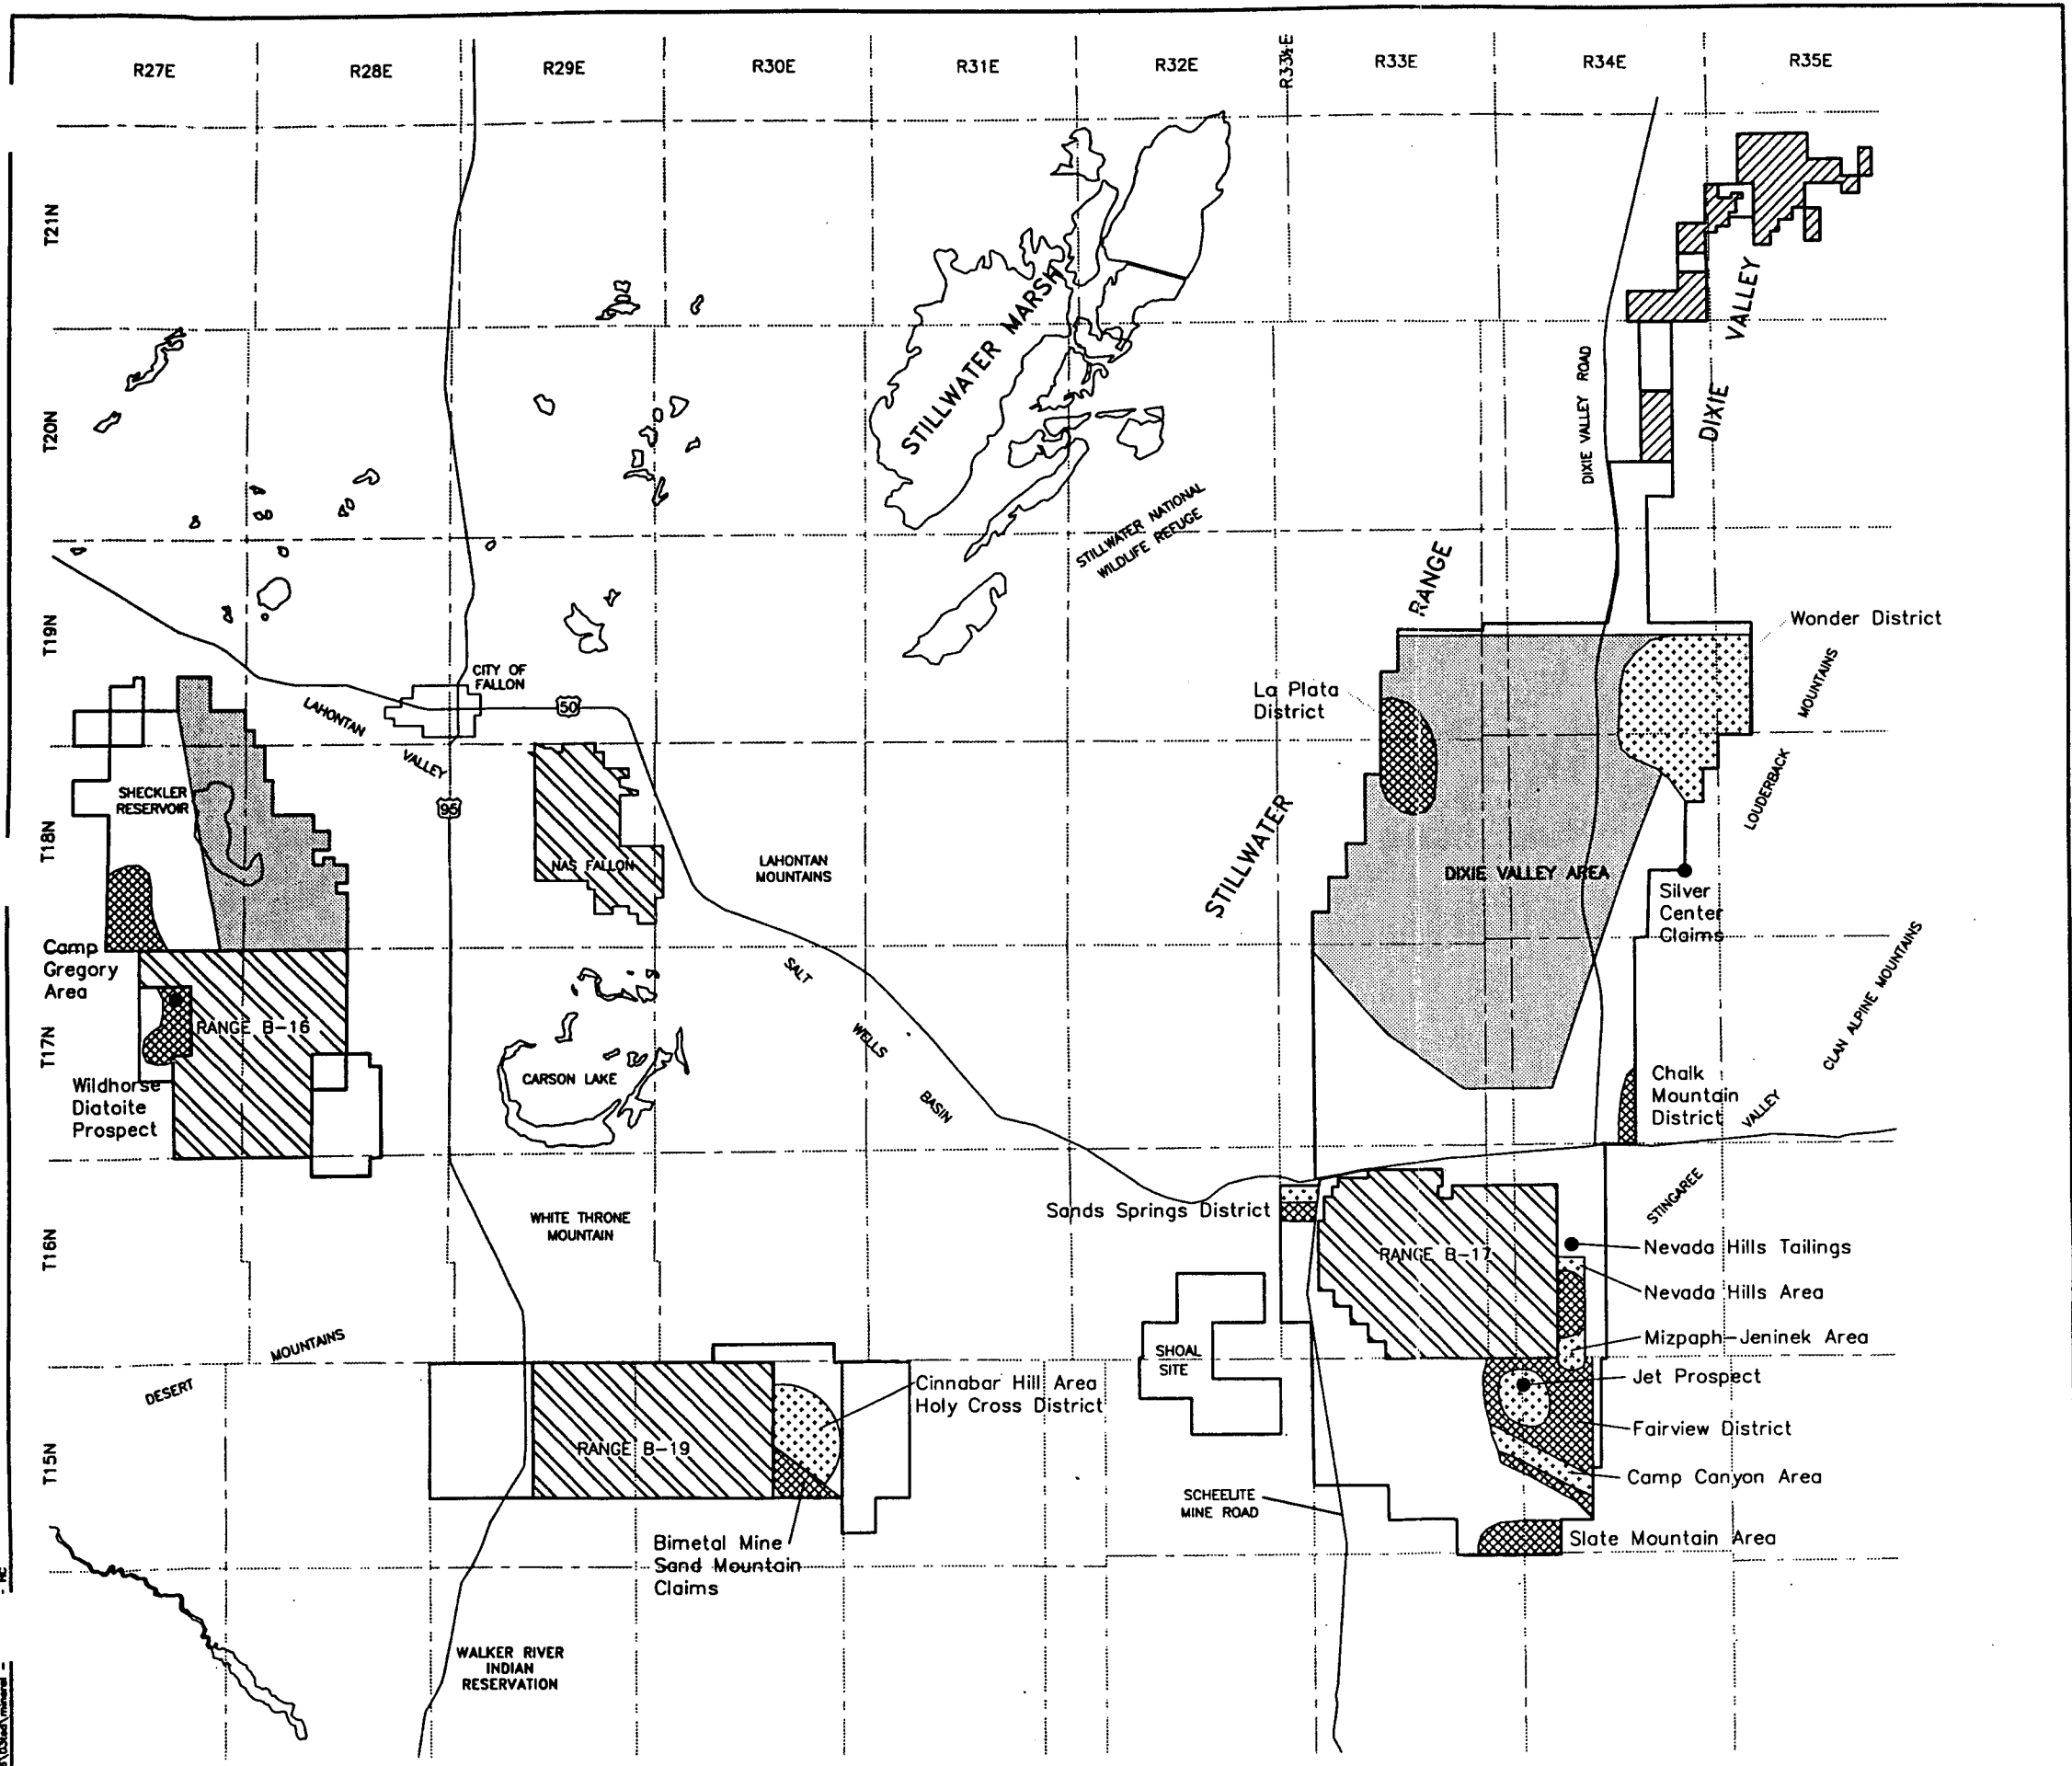 R27E
R28E
R29E
R30E
R31E
R32E
R33½E
R33E
R34E
R35E
T21N
T20N
T19N
T18N
T17N
T16N
T15N
STILLWATER MARSH
STILLWATER NATIONAL
WILDLIFE REFUGE
DIXIE VALLEY ROAD
DIXIE VALLEY
STILLWATER RANGE
Wonder District
LOUDERBACK MOUNTAINS
La Plata
District
CITY OF
FALLON
50
LAHONTAN
VALLEY
95
SHECKLER
RESERVOIR
NAS FALLON
LAHONTAN
MOUNTAINS
DIXIE VALLEY AREA
Silver
Center
Claims
CLAN ALPINE MOUNTAINS
Camp
Gregory
Area
RANGE B-16
Wildhorse
Diatoite
Prospect
SALT
WELLS
BASIN
CARSON LAKE
Chalk
Mountain
District
STINGAREE VALLEY
WHITE THRONE
MOUNTAIN
Sands Springs District
RANGE B-17
Nevada Hills Tailings
Nevada Hills Area
Mizpaph-Jeninek Area
Jet Prospect
Fairview District
Camp Canyon Area
Slate Mountain Area
SHOAL
SITE
DESERT MOUNTAINS
Cinnabar Hill Area
Holy Cross District
RANGE B-19
SCHEELITE
MINE ROAD
Bimetal Mine
Sand Mountain
Claims
WALKER RIVER
INDIAN
RESERVATION